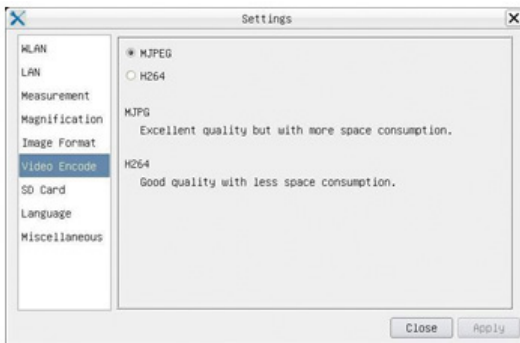 Settings
WLAN
LAN
Measurement
Magnification
Image Format
Video Encode
SD Card
Language
Miscellaneous
MJPEG
H264
MJPG
Excellent quality but with more space consumption.
H264
Good quality with less space consumption.
Close
Apply